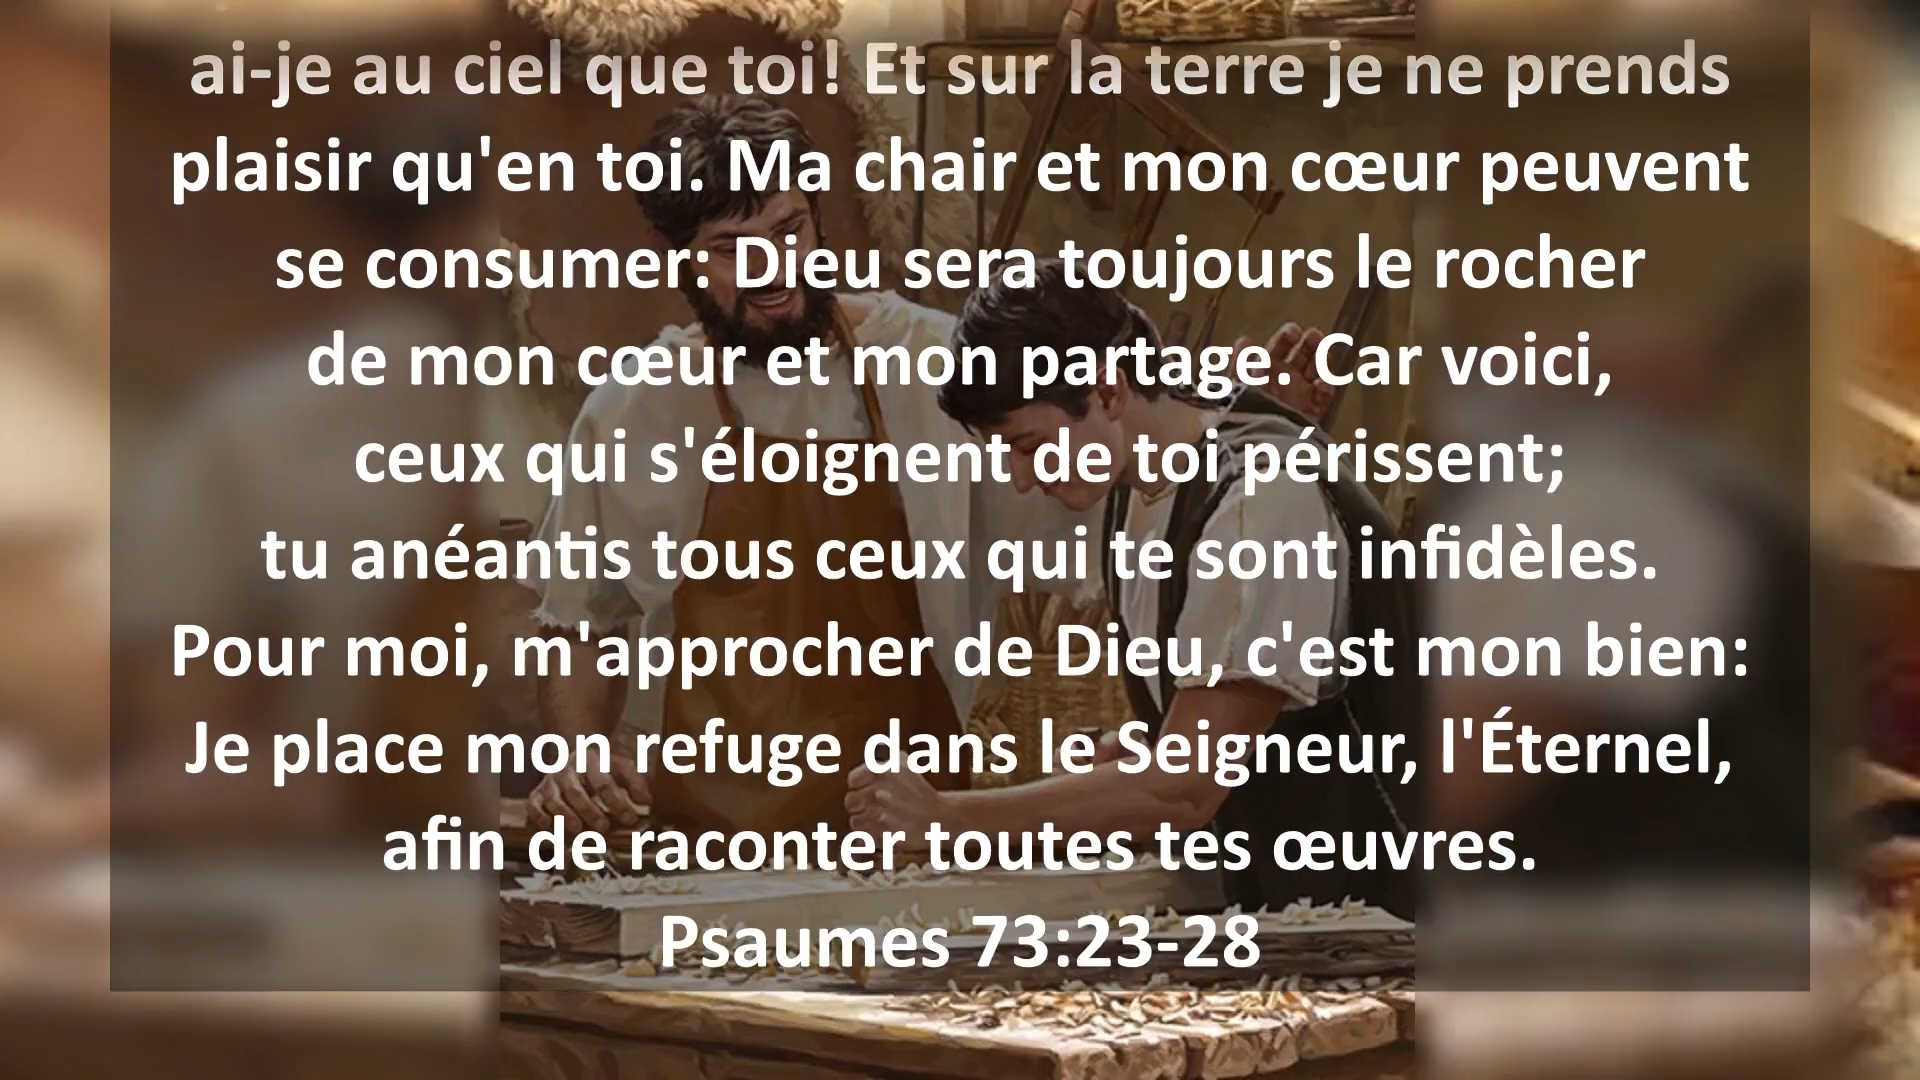 ai-je au ciel que toi! Et sur la terre je ne prends
plaisir qu'en toi. Ma chair et mon cœur peuvent
se consumer: Dieu sera toujours le rocher
de mon cœur et mon partage. Car voici,
ceux qui s'éloignent de toi périssent;
tu anéantis tous ceux qui te sont infidèles.
Pour moi, m'approcher de Dieu, c'est mon bien:
Je place mon refuge dans le Seigneur, l'Éternel,
afin de raconter toutes tes œuvres.
Psaumes 73:23-28